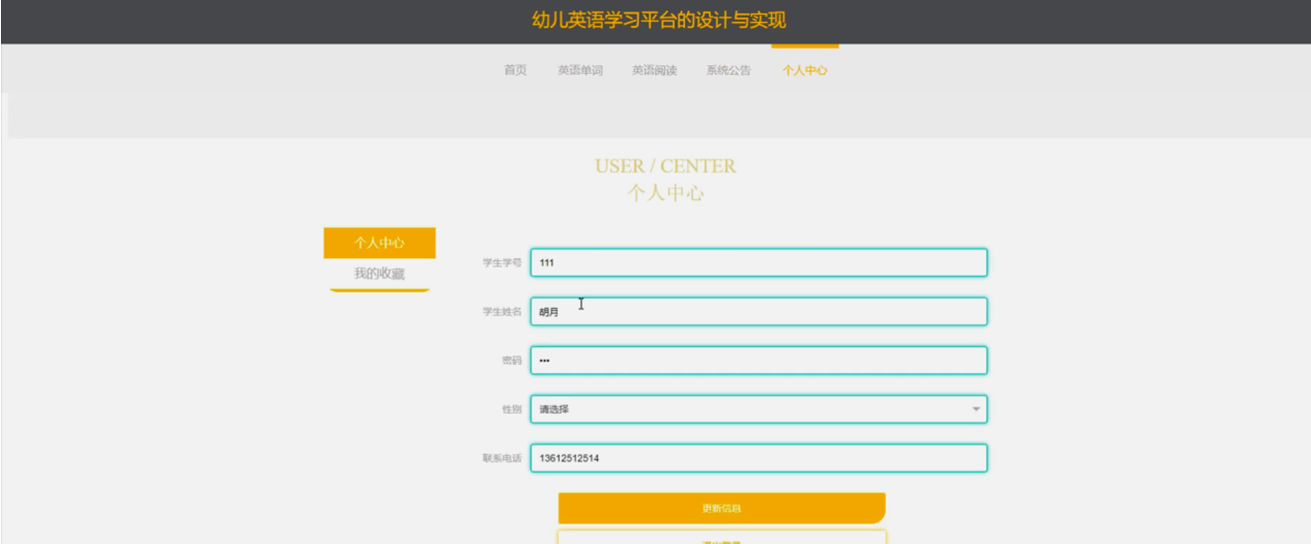 幼儿英语学习平台的设计与实现
首页 英语单词 英语阅读 系统公告 个人中心
USER / CENTER
个人中心
个人中心
我的收藏
学生学号 111
学生姓名 胡月
密码 •••
性别 请选择
联系电话 13612512514
更新信息